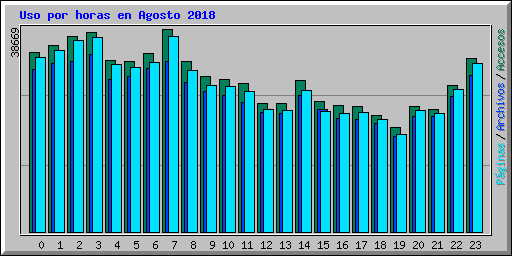 Uso por horas en Agosto 2018
38669
Páginas / Archivos / Accesos
0 1 2 3 4 5 6 7 8 9 10 11 12 13 14 15 16 17 18 19 20 21 22 23